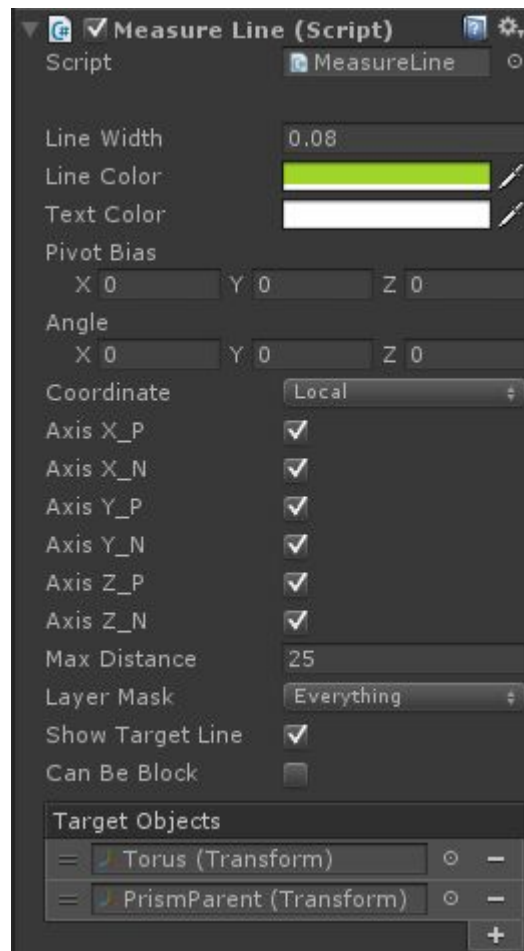 Measure Line (Script)
Script MeasureLine
Line Width 0.08
Line Color
Text Color
Pivot Bias
X 0 Y 0 Z 0
Angle
X 0 Y 0 Z 0
Coordinate Local
Axis X_P
Axis X_N
Axis Y_P
Axis Y_N
Axis Z_P
Axis Z_N
Max Distance 25
Layer Mask Everything
Show Target Line
Can Be Block
Target Objects
= Torus (Transform) −
= PrismParent (Transform) −
+